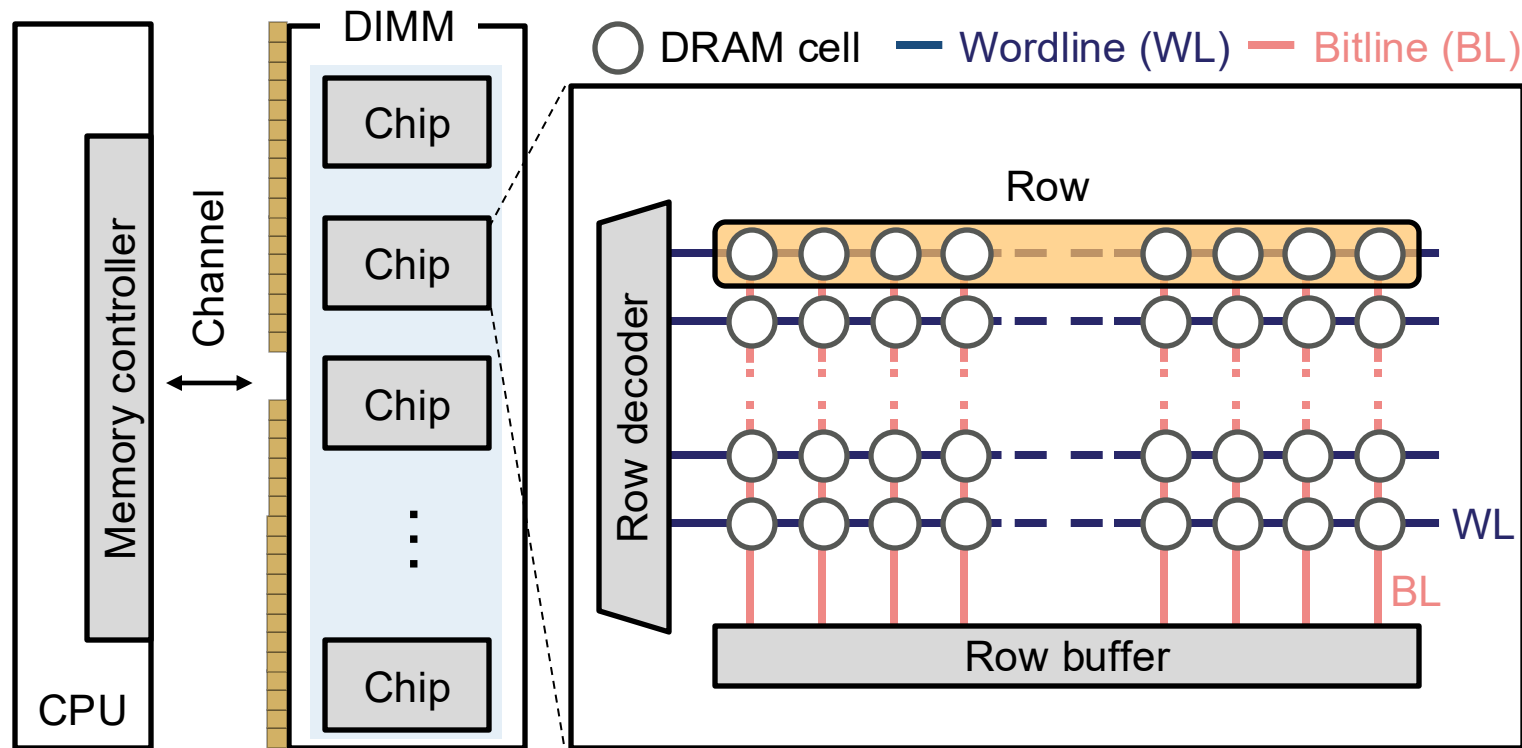 DIMM
DRAM cell
Wordline (WL)
Bitline (BL)
Chip
Chip
Chip
Chip
Memory controller
Channel
CPU
Row
Row decoder
WL
BL
Row buffer